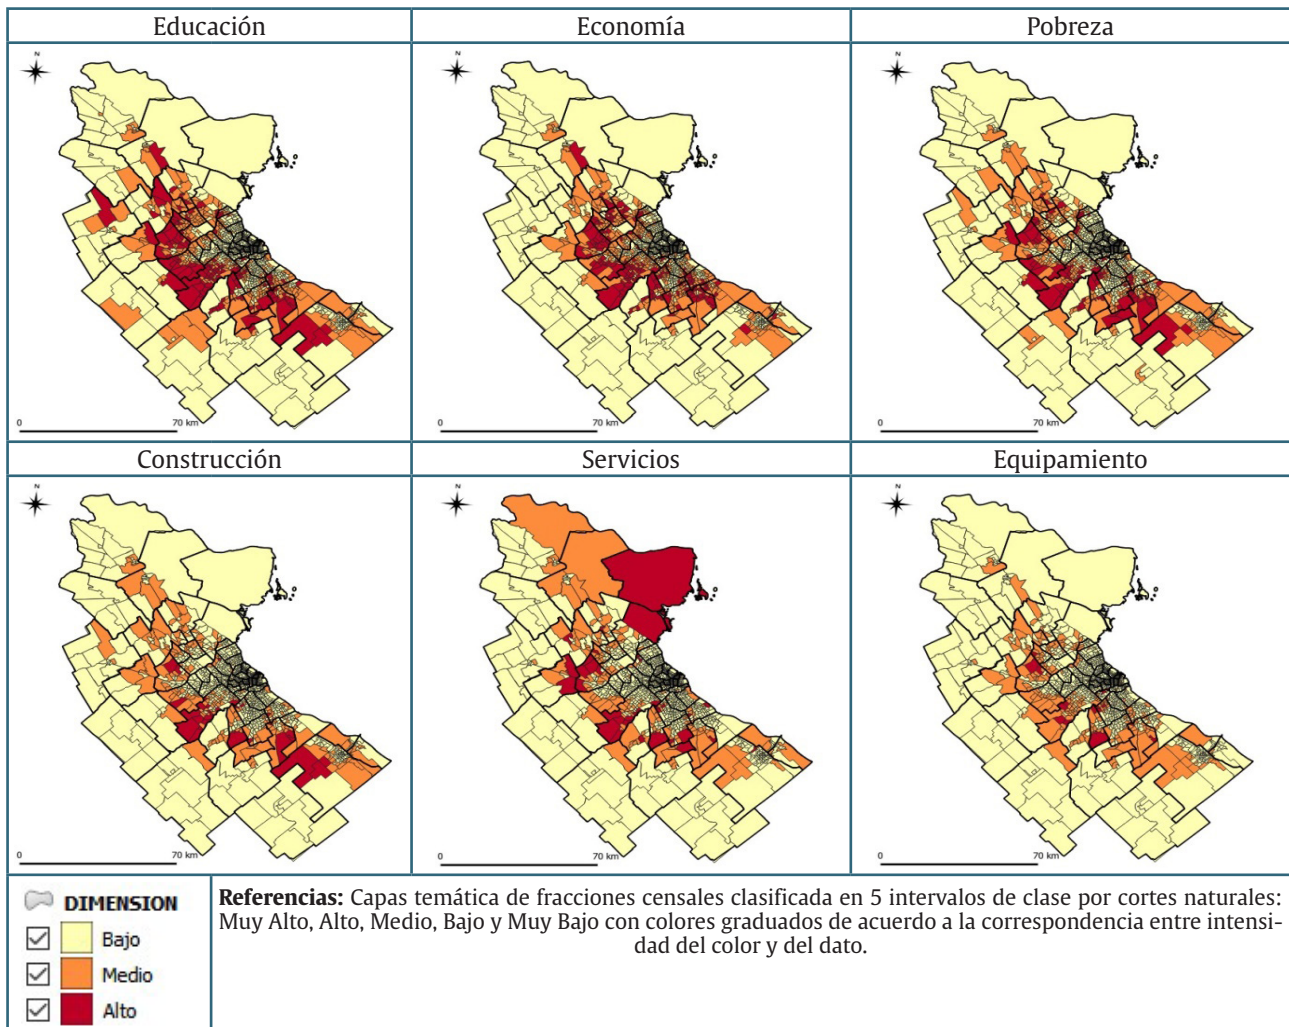 Educación
Economía
Pobreza
N
N
N
0
70 km
0
70 km
0
70 km
Construcción
Servicios
Equipamiento
N
N
N
0
70 km
0
70 km
0
70 km
DIMENSION
Bajo
Medio
Alto
Referencias: Capas temática de fracciones censales clasificada en 5 intervalos de clase por cortes naturales:
Muy Alto, Alto, Medio, Bajo y Muy Bajo con colores graduados de acuerdo a la correspondencia entre intensi-
dad del color y del dato.